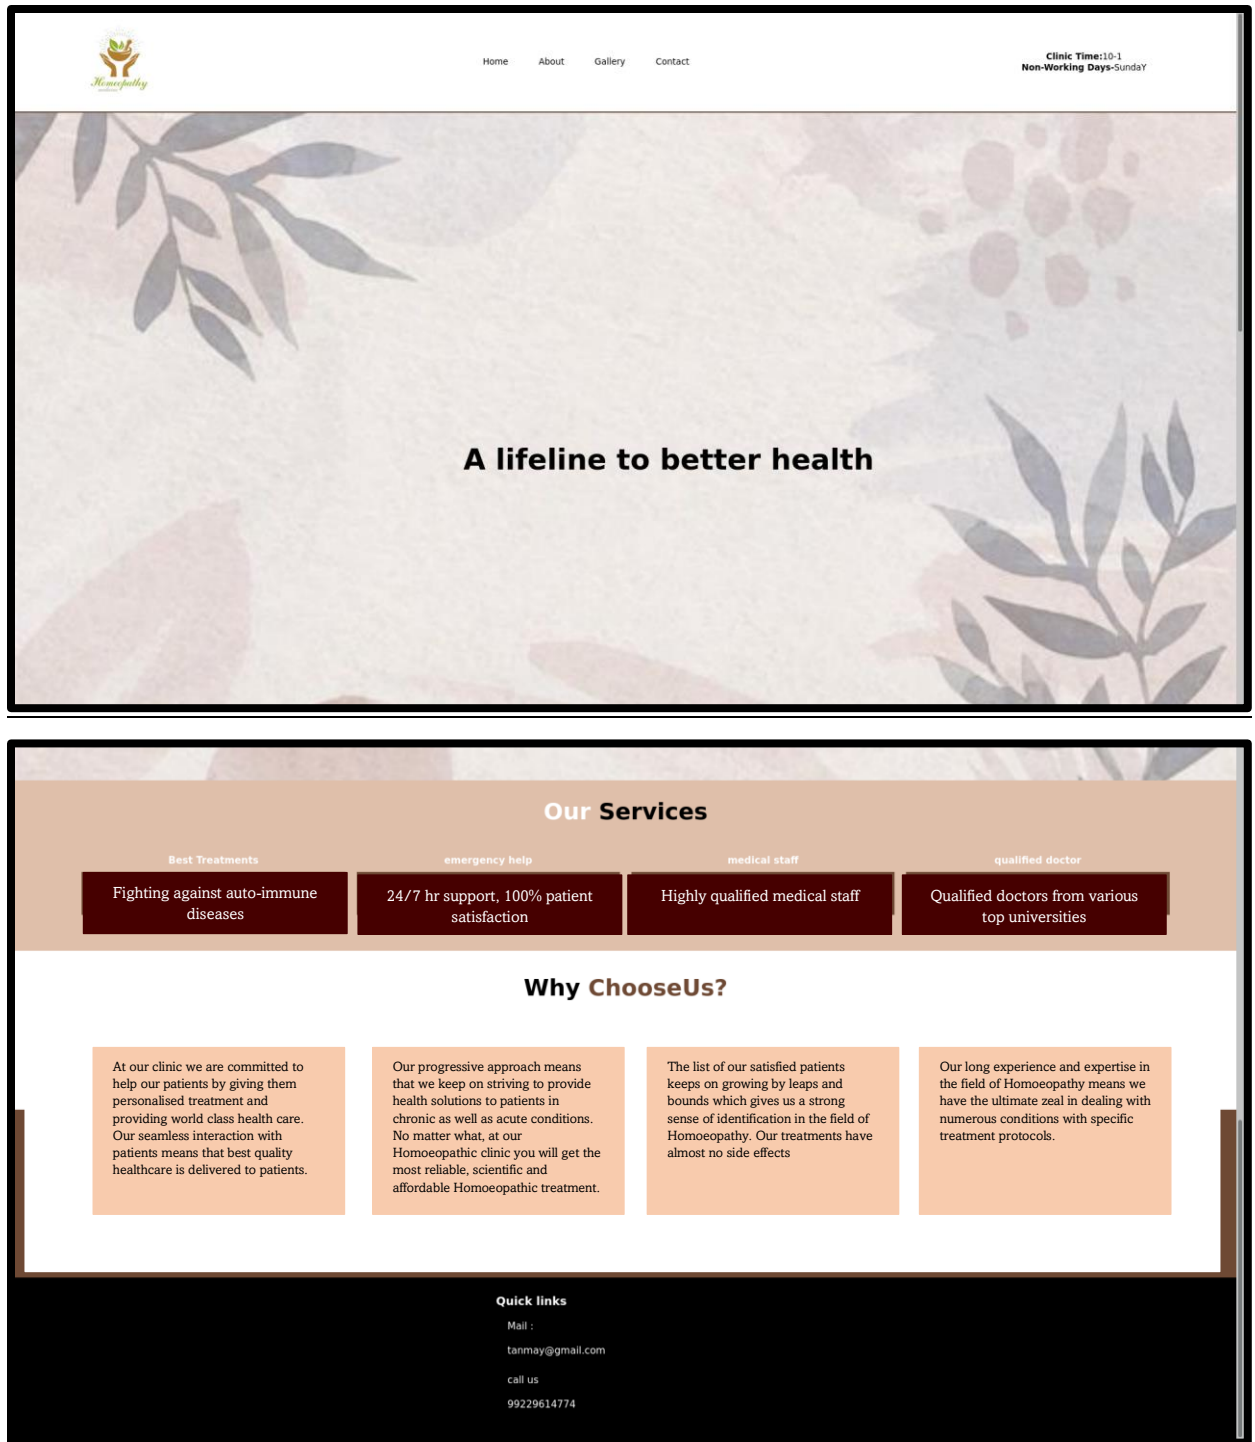 Homeopathy
Home About Gallery Contact
Clinic Time:10-1
Non-Working Days-SundaY
A lifeline to better health
Our Services
Best Treatments
emergency help
medical staff
qualified doctor
Fighting against auto-immune
diseases
24/7 hr support, 100% patient
satisfaction
Highly qualified medical staff
Qualified doctors from various
top universities
Why ChooseUs?
At our clinic we are committed to
help our patients by giving them
personalised treatment and
providing world class health care.
Our seamless interaction with
patients means that best quality
healthcare is delivered to patients.
Our progressive approach means
that we keep on striving to provide
health solutions to patients in
chronic as well as acute conditions.
No matter what, at our
Homoeopathic clinic you will get the
most reliable, scientific and
affordable Homoeopathic treatment.
The list of our satisfied patients
keeps on growing by leaps and
bounds which gives us a strong
sense of identification in the field of
Homoeopathy. Our treatments have
almost no side effects
Our long experience and expertise in
the field of Homoeopathy means we
have the ultimate zeal in dealing with
numerous conditions with specific
treatment protocols.
Quick links
Mail :
tanmay@gmail.com
call us
99229614774